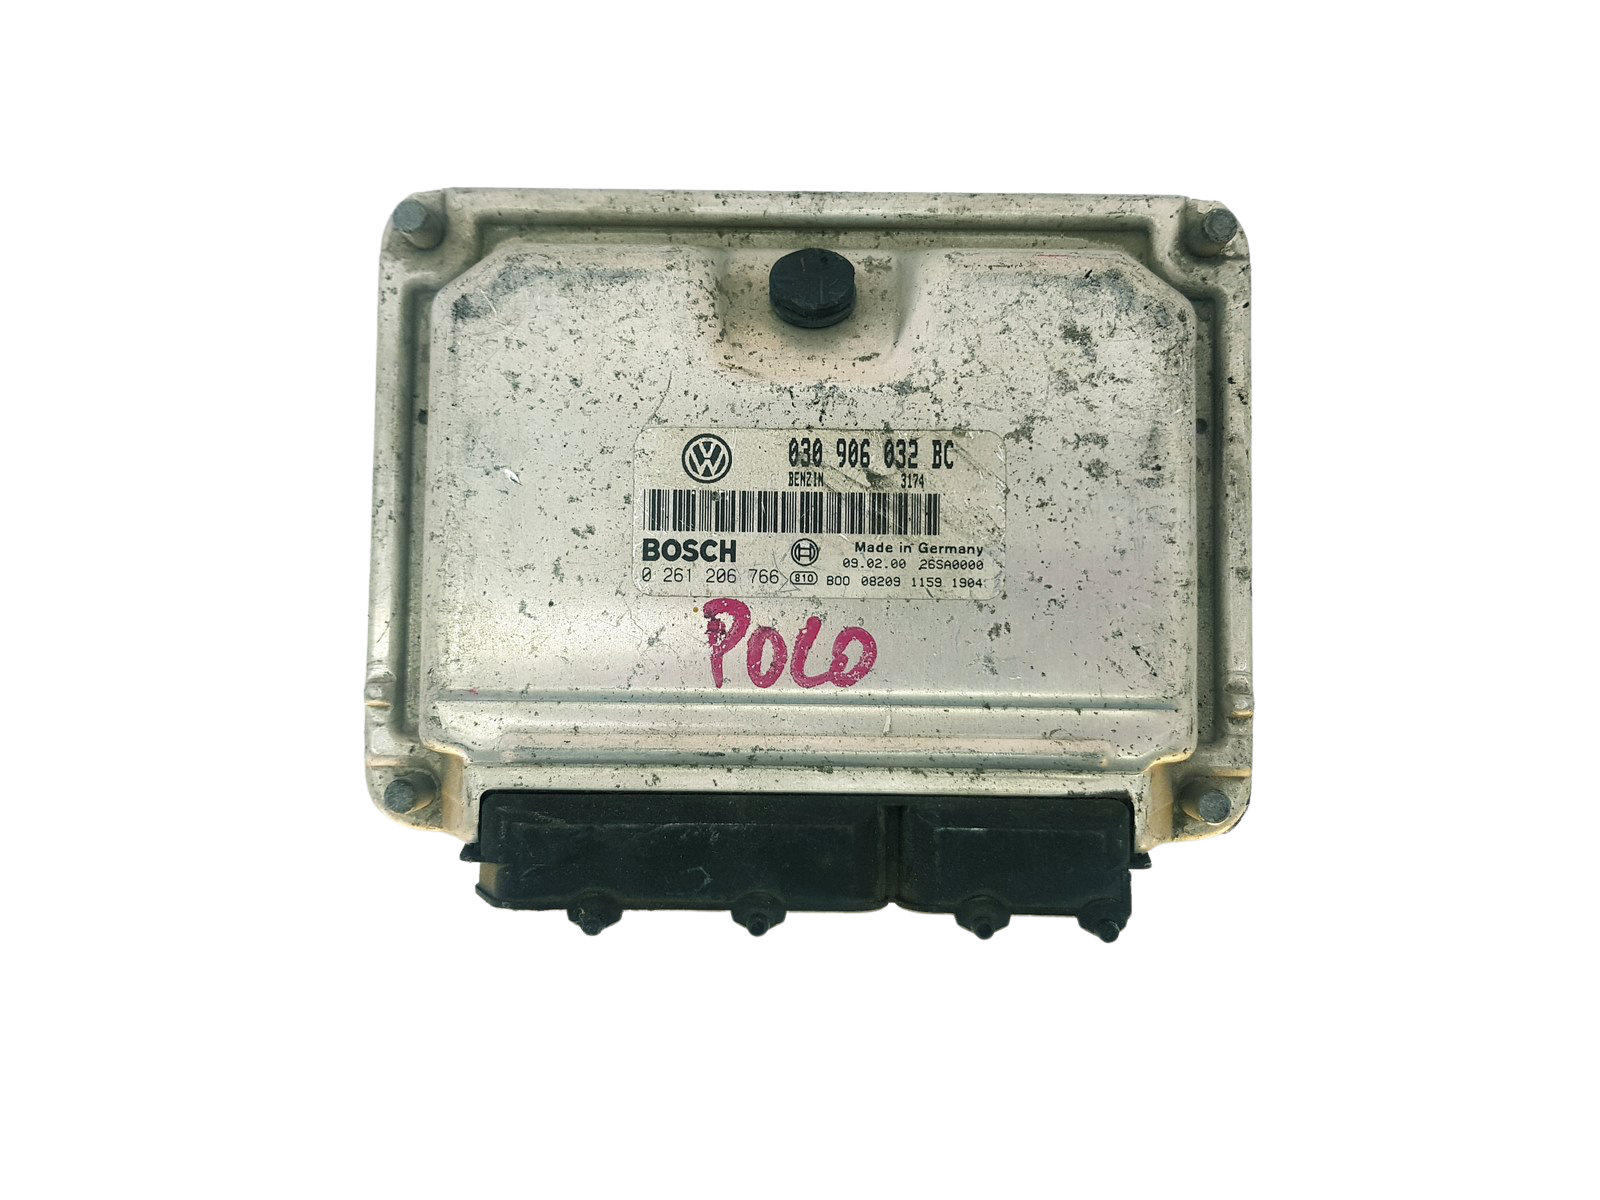 030 906 032 BC
BENZIN 3174
BOSCH Made in Germany
09.02.00 26SA0000
0 261 206 766 810 B00 08209 1159 1904
POLO